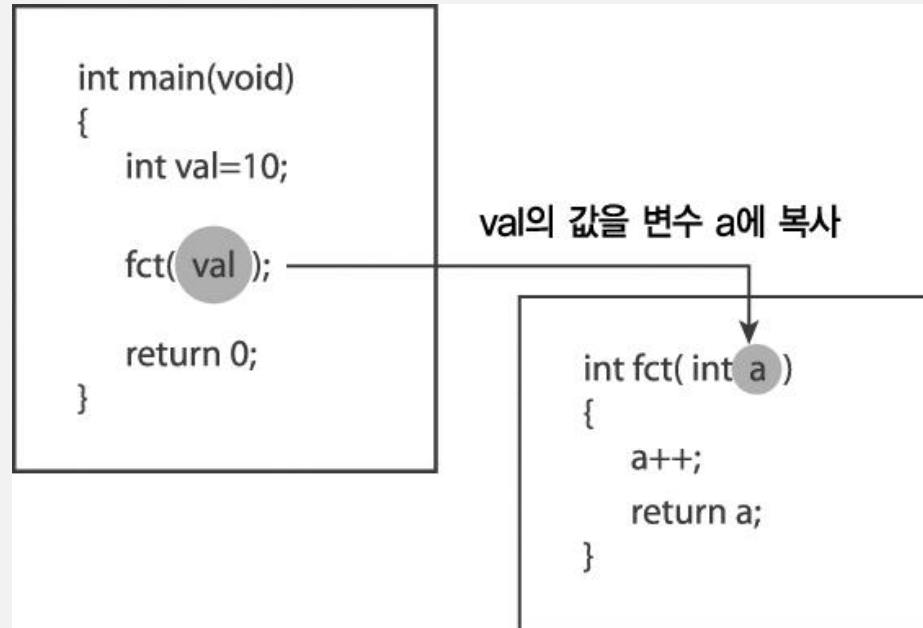 int main(void)
{
int val=10;
fct( val );
return 0;
}
val의 값을 변수 a에 복사
int fct( int a )
{
a++;
return a;
}